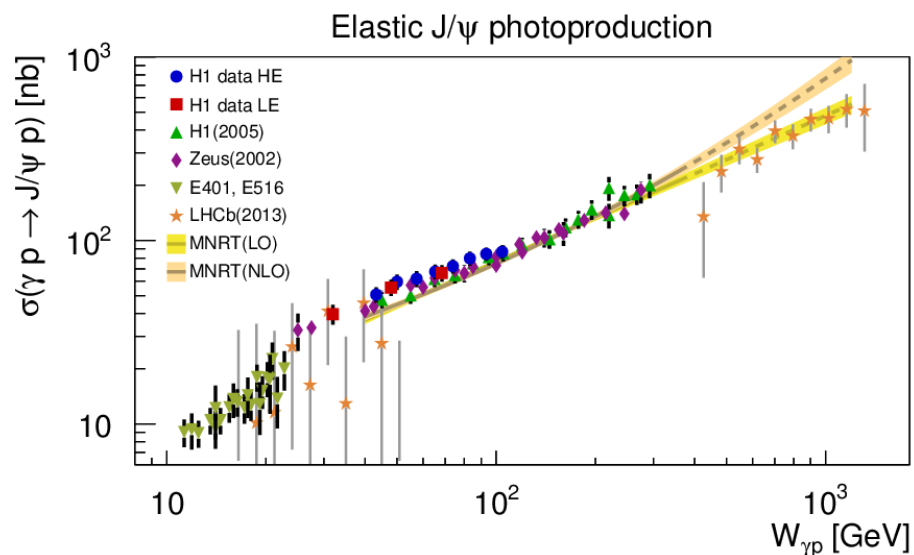 Elastic J/ψ photoproduction
σ(γ p → J/ψ p) [nb]
10³
10²
10
H1 data HE
H1 data LE
H1(2005)
Zeus(2002)
E401, E516
LHCb(2013)
MNRT(LO)
MNRT(NLO)
10
10²
10³
W_γp [GeV]